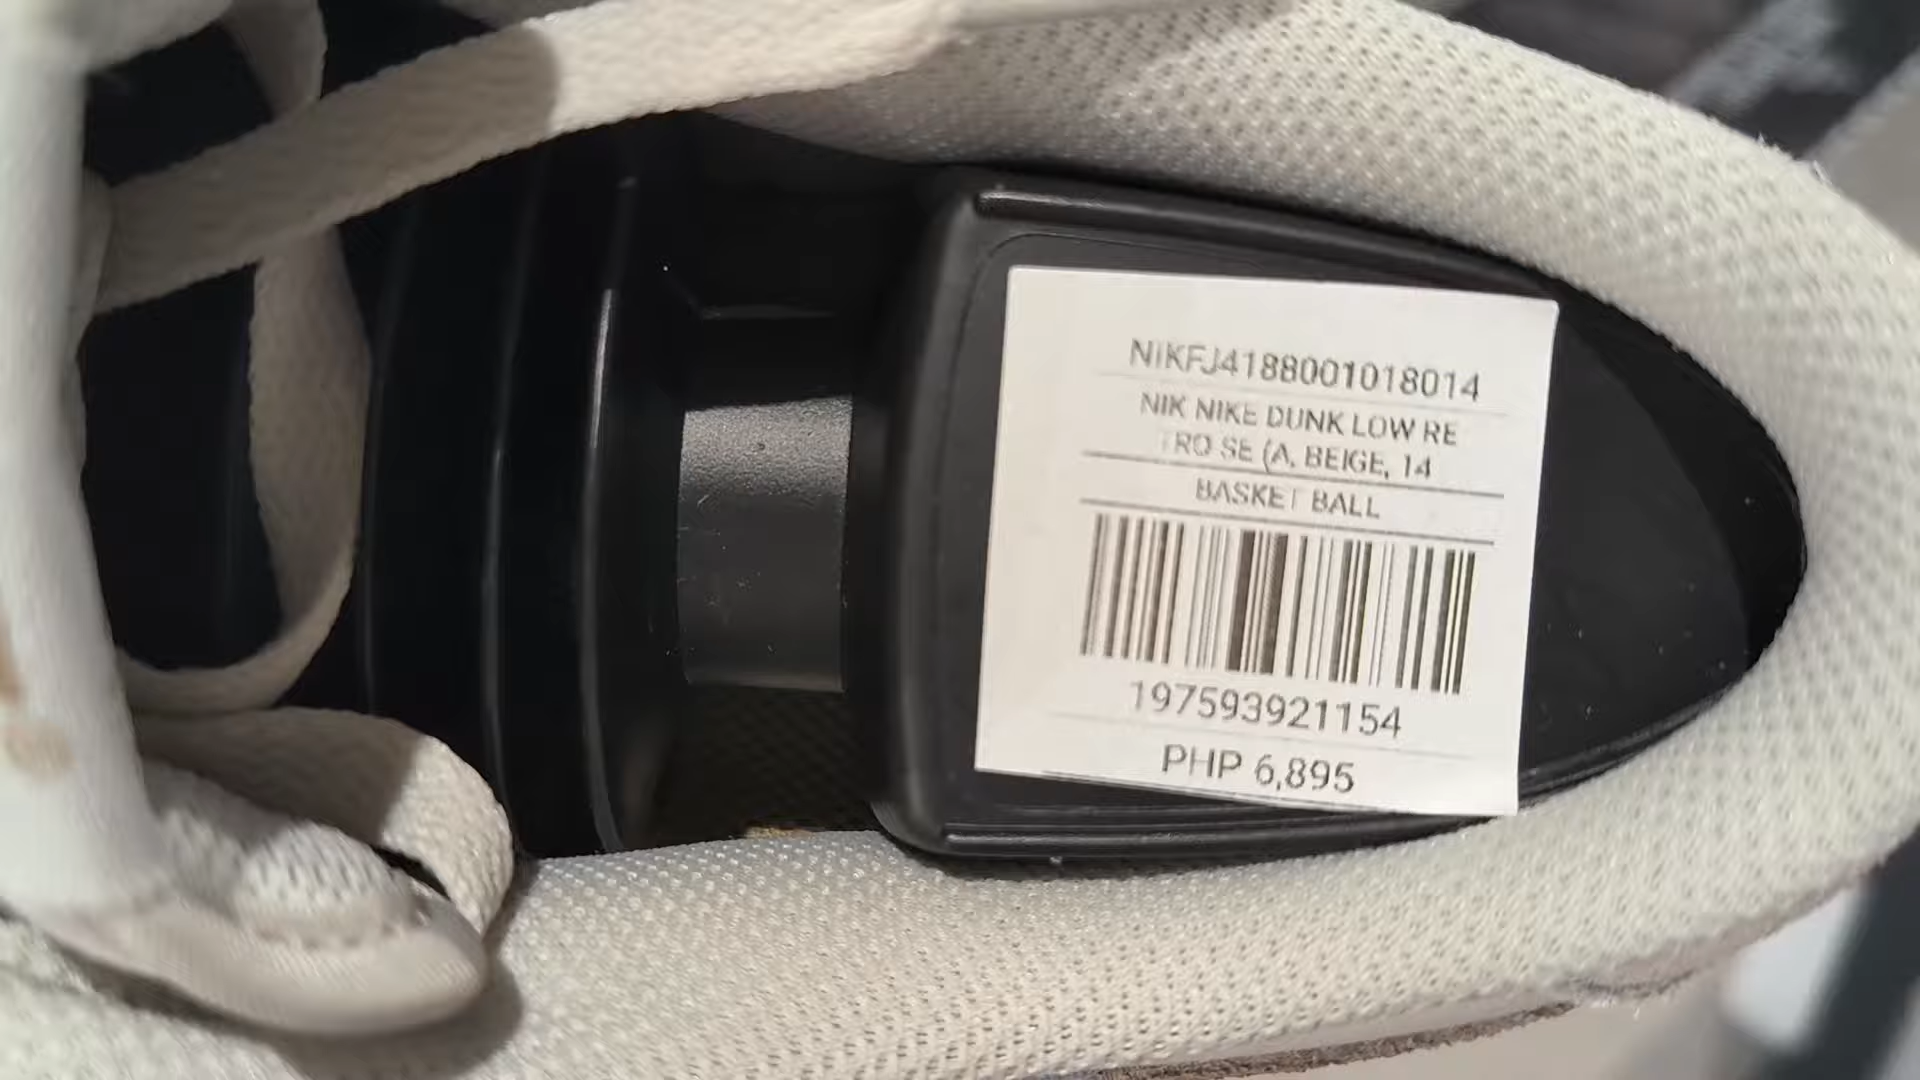 NIKFJ4188001018014
NIK NIKE DUNK LOW RE
TRO SE (A, BEIGE, 14
BASKET BALL
197593921154
PHP 6,895